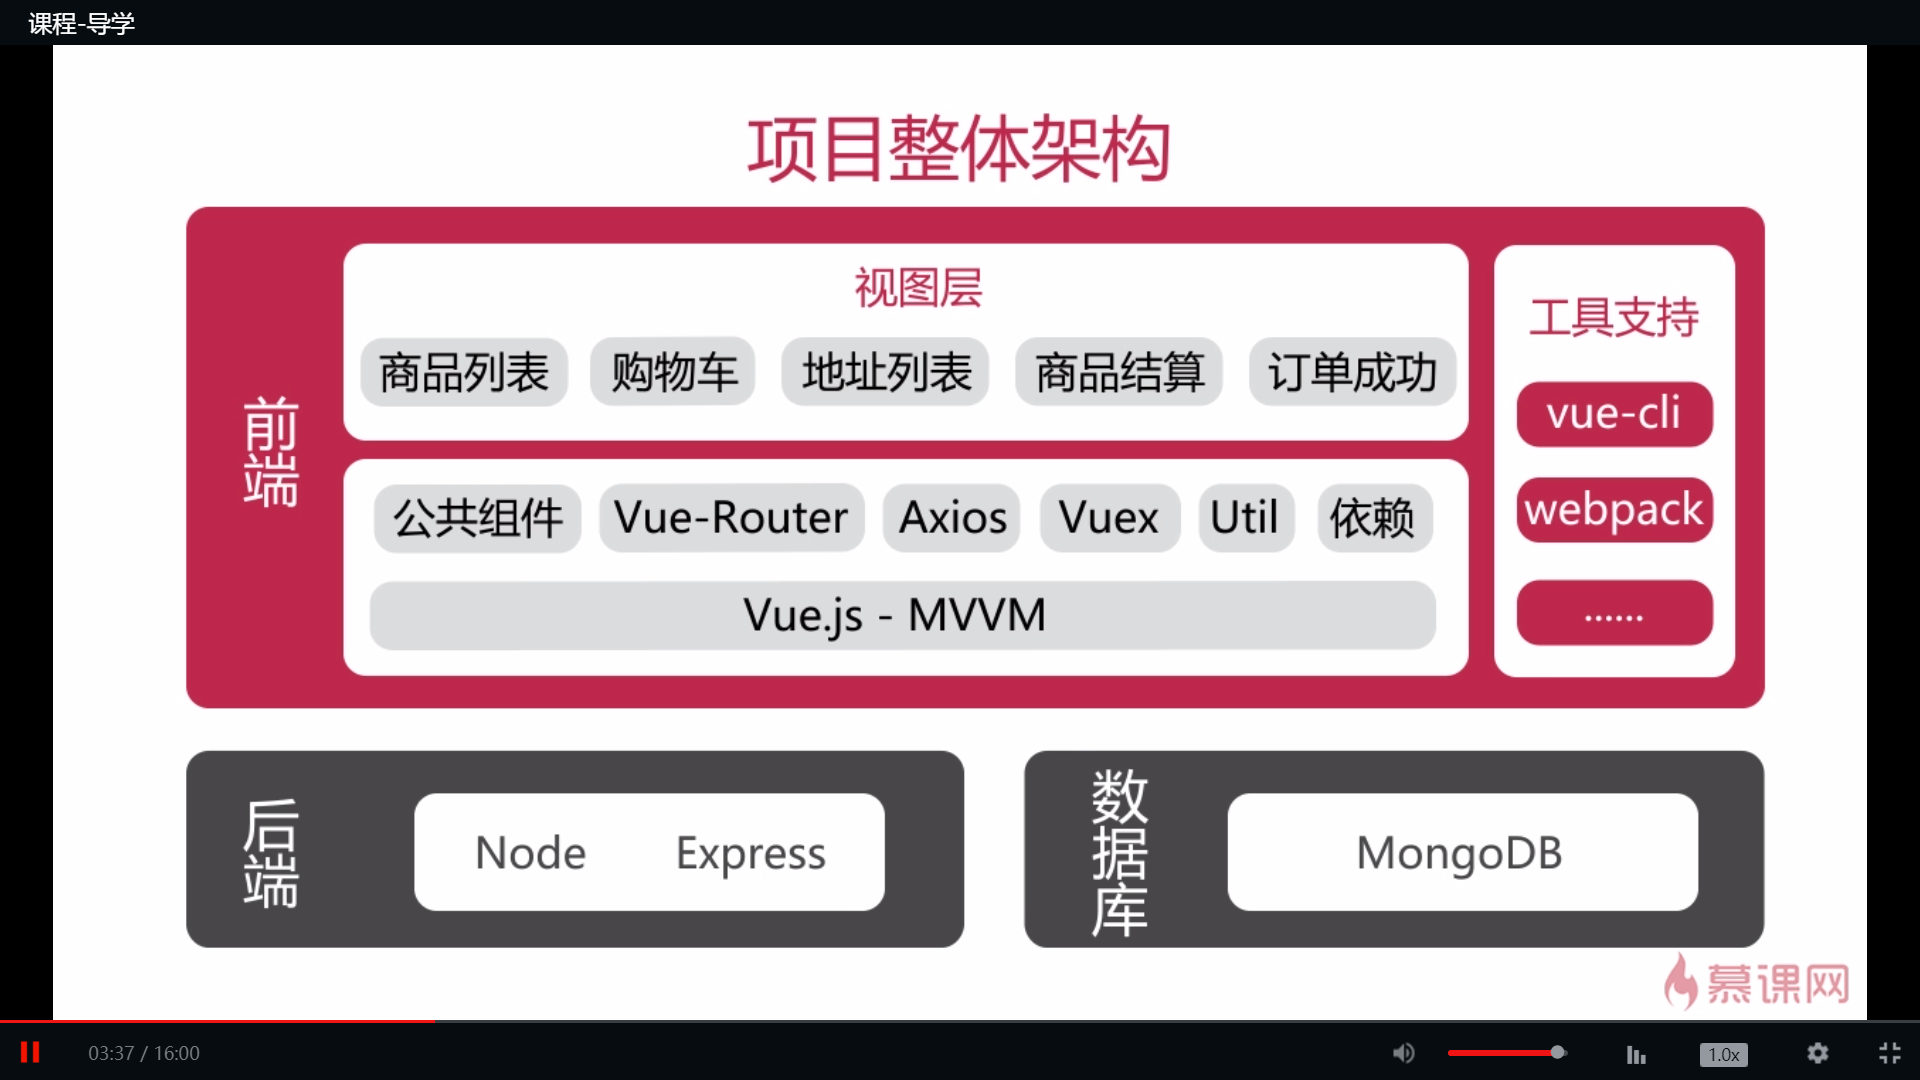 课程-导学
项目整体架构
前端
视图层
商品列表 购物车 地址列表 商品结算 订单成功
公共组件 Vue-Router Axios Vuex Util 依赖
Vue.js - MVVM
工具支持
vue-cli
webpack
......
后端
Node Express
数据库
MongoDB
慕课网
03:37 / 16:00
1.0x